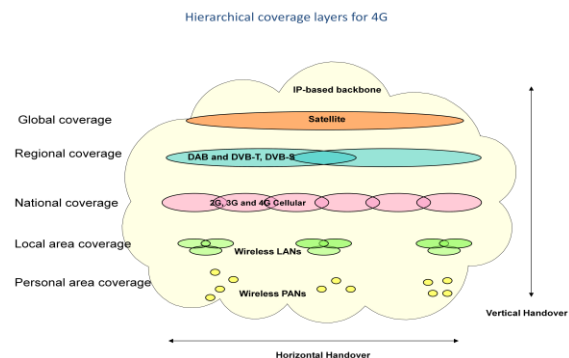 Hierarchical coverage layers for 4G
IP-based backbone
Global coverage
Satellite
Regional coverage
DAB and DVB-T, DVB-S
National coverage
2G, 3G and 4G Cellular
Local area coverage
Wireless LANs
Personal area coverage
Wireless PANs
Vertical Handover
Horizontal Handover